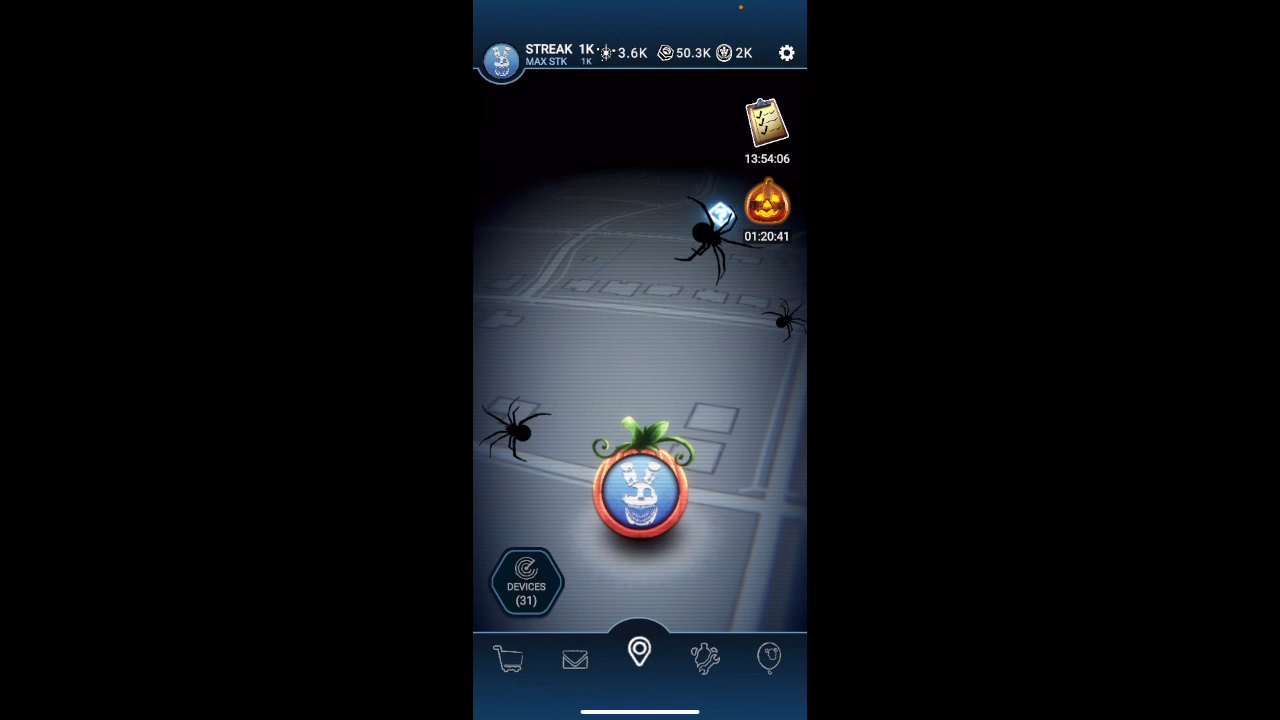 STREAK 1K 3.6K 50.3K 2K
MAX STK 1K
13:54:06
01:20:41
DEVICES
(31)